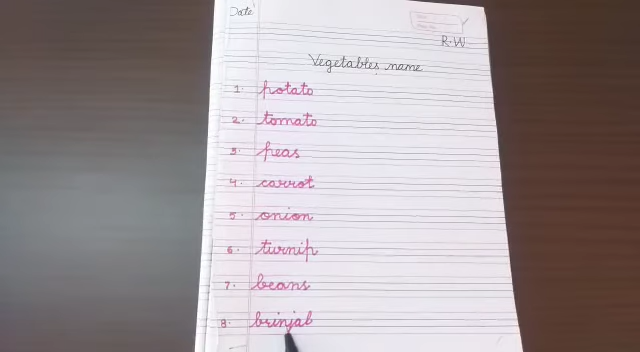 Date
R.W
Vegetables name
1. potato
2. tomato
3. peas
4. carrot
5. onion
6. turnip
7. beans
8. brinjal